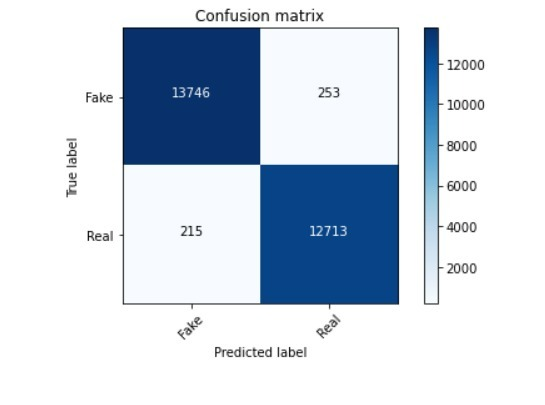 Confusion matrix
Fake
13746
253
Real
215
12713
Fake
Real
True label
Predicted label
12000
10000
8000
6000
4000
2000